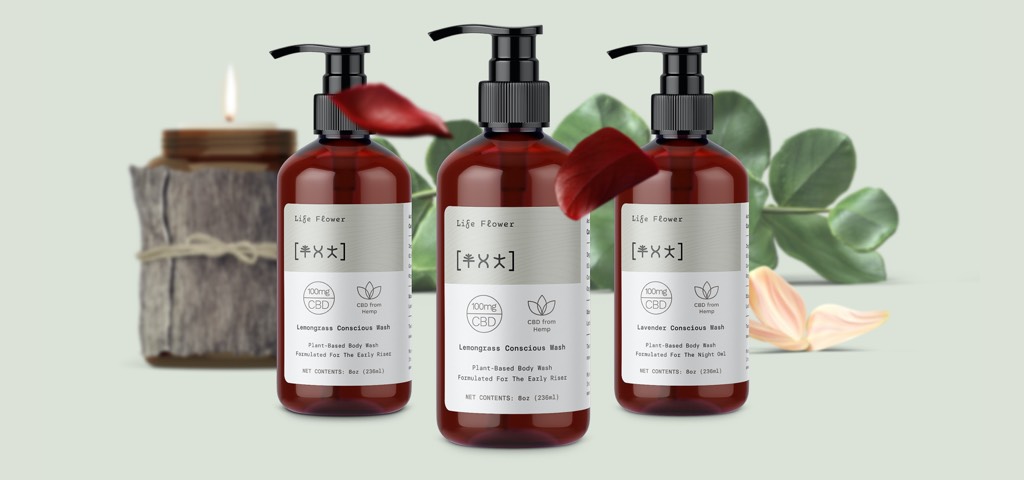 Life Flower
100mg
CBD
CBD from
Hemp
Lemongrass Conscious Wash
Plant-Based Body Wash
Formulated For The Early Riser
NET CONTENTS: 8oz (236ml)
Life Flower
100mg
CBD
CBD from
Hemp
Lemongrass Conscious Wash
Plant-Based Body Wash
Formulated For The Early Riser
NET CONTENTS: 8oz (236ml)
Life Flower
100mg
CBD
CBD from
Hemp
Lavender Conscious Wash
Plant-Based Body Wash
Formulated For The Night Owl
NET CONTENTS: 8oz (236ml)